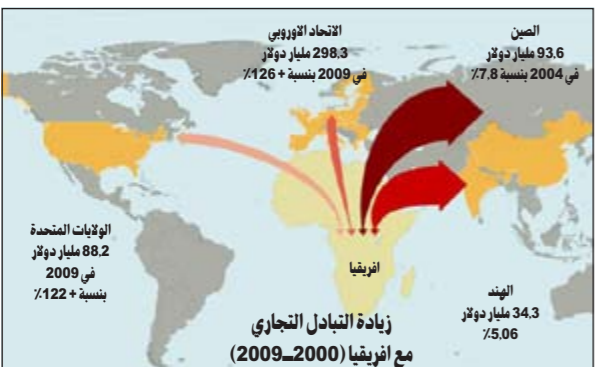 الصين
93,6 مليار دولار
في 2004 بنسبة 7,8٪
الاتحاد الاوروبي
298,3 مليار دولار
في 2009 بنسبة + 126٪
الولايات المتحدة
88,2 مليار دولار
في 2009
بنسبة + 122٪
افريقيا
الهند
34,3 مليار دولار
5,06٪
زيادة التبادل التجاري
مع افريقيا (2000_2009)